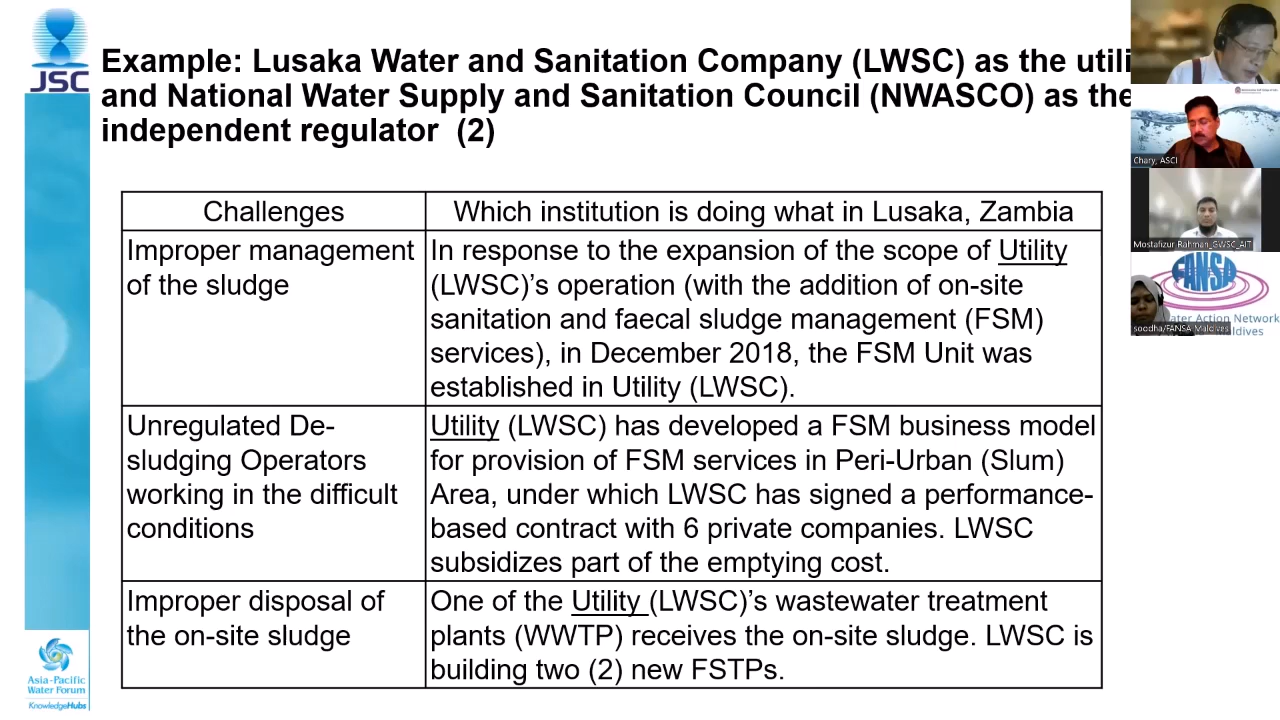 JSC
Example: Lusaka Water and Sanitation Company (LWSC) as the utili
and National Water Supply and Sanitation Council (NWASCO) as the
independent regulator (2)
Challenges
Which institution is doing what in Lusaka, Zambia
Improper management
of the sludge
In response to the expansion of the scope of Utility
(LWSC)’s operation (with the addition of on-site
sanitation and faecal sludge management (FSM)
services), in December 2018, the FSM Unit was
established in Utility (LWSC).
Unregulated De-
sludging Operators
working in the difficult
conditions
Utility (LWSC) has developed a FSM business model
for provision of FSM services in Peri-Urban (Slum)
Area, under which LWSC has signed a performance-
based contract with 6 private companies. LWSC
subsidizes part of the emptying cost.
Improper disposal of
the on-site sludge
One of the Utility (LWSC)’s wastewater treatment
plants (WWTP) receives the on-site sludge. LWSC is
building two (2) new FSTPs.
Asia-Pacific
Water Forum
KnowledgeHubs
Chary, ASCI
Mostafizur Rahman_GWSC_AIT
FANSA
ater Action Network
ldives
soodha/FANSA Maldives